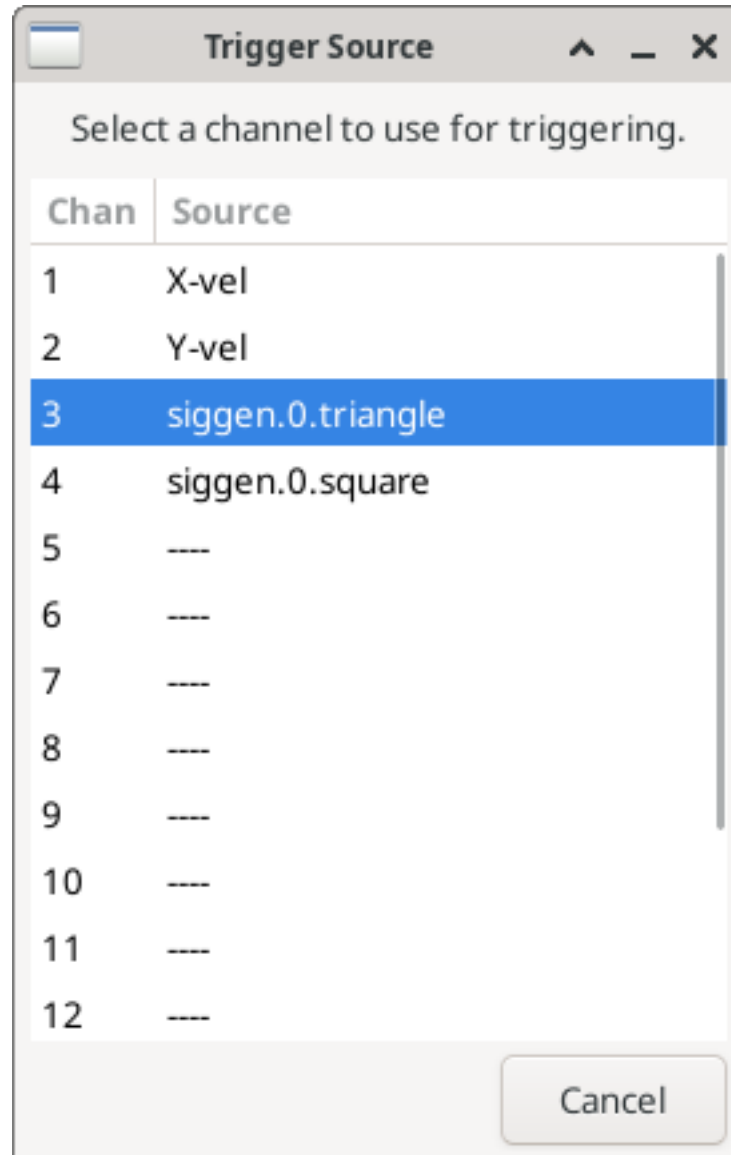 Trigger Source
Select a channel to use for triggering.
Chan Source
1 X-vel
2 Y-vel
3 siggen.0.triangle
4 siggen.0.square
5 ----
6 ----
7 ----
8 ----
9 ----
10 ----
11 ----
12 ----
Cancel